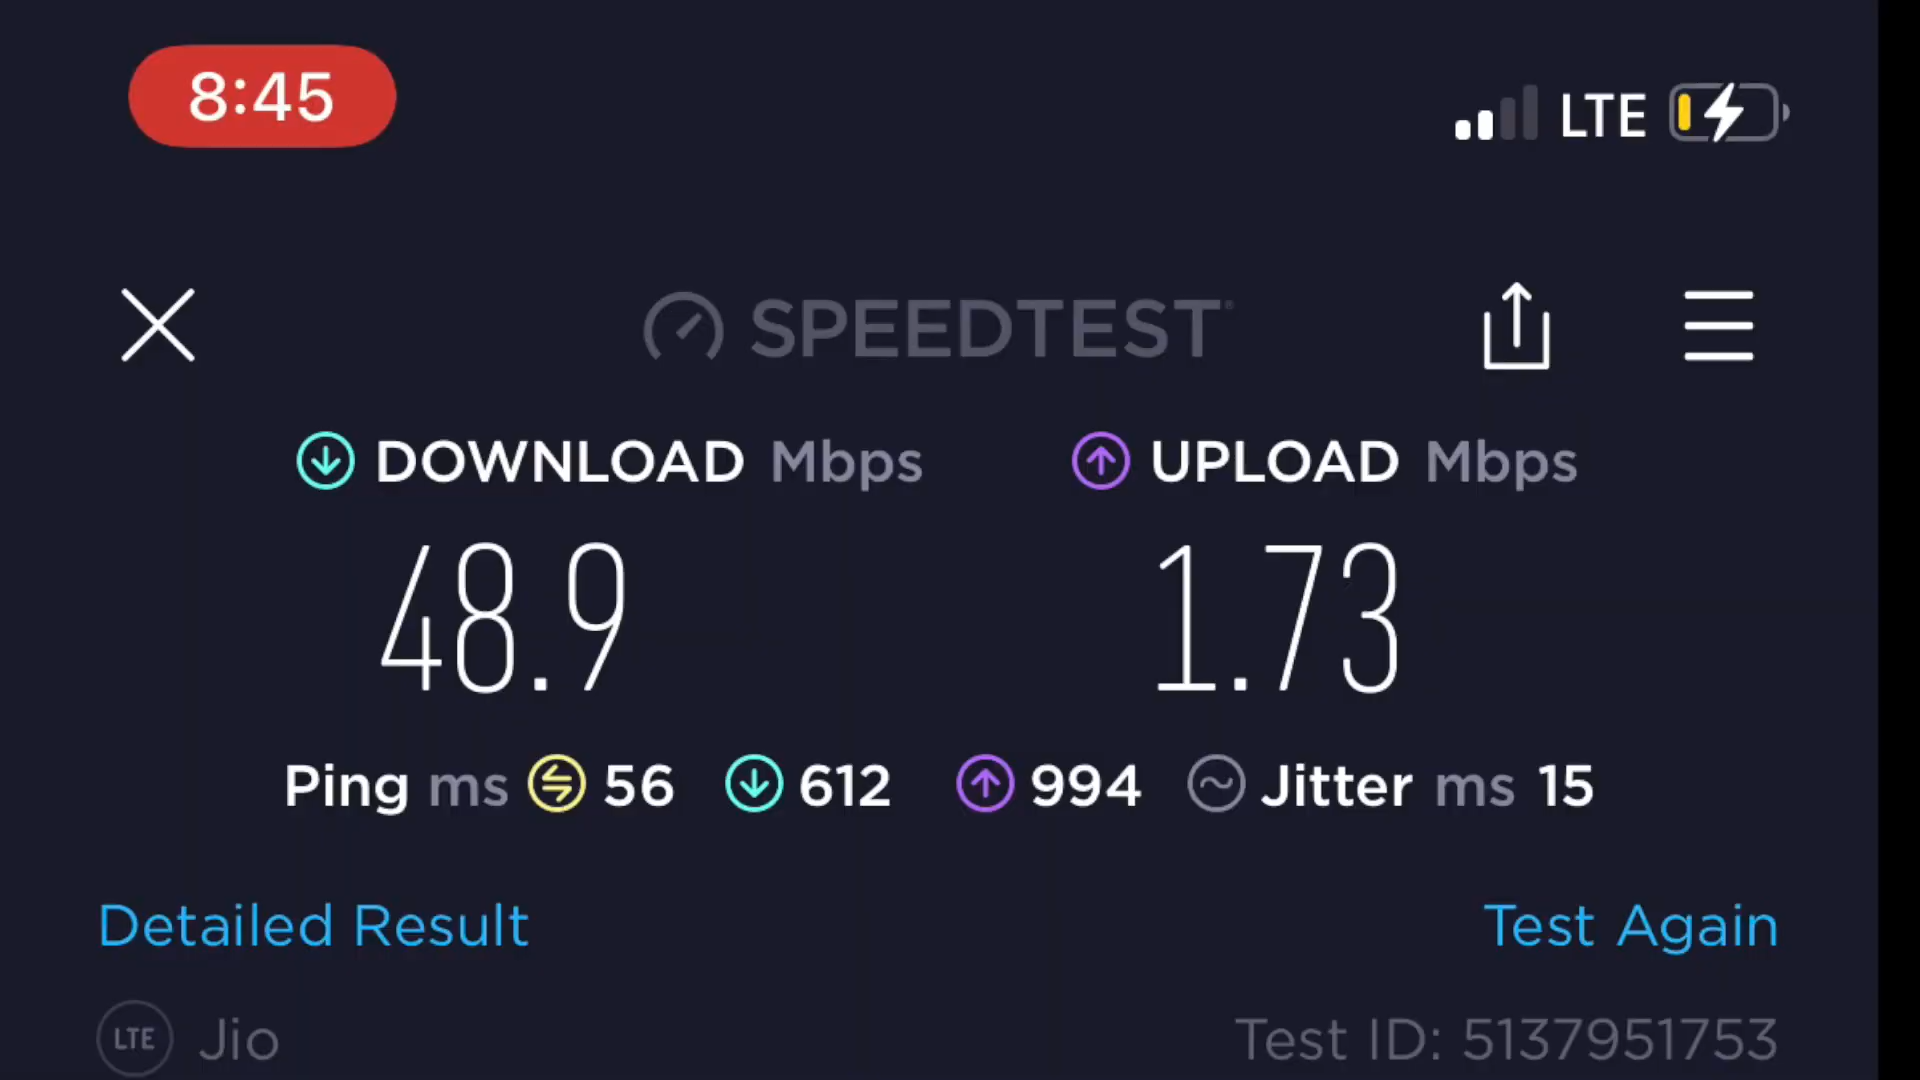 8:45
LTE
SPEEDTEST
DOWNLOAD Mbps
UPLOAD Mbps
48.9
1.73
Ping ms 56 612 994 Jitter ms 15
Detailed Result
Test Again
LTE Jio
Test ID: 5137951753